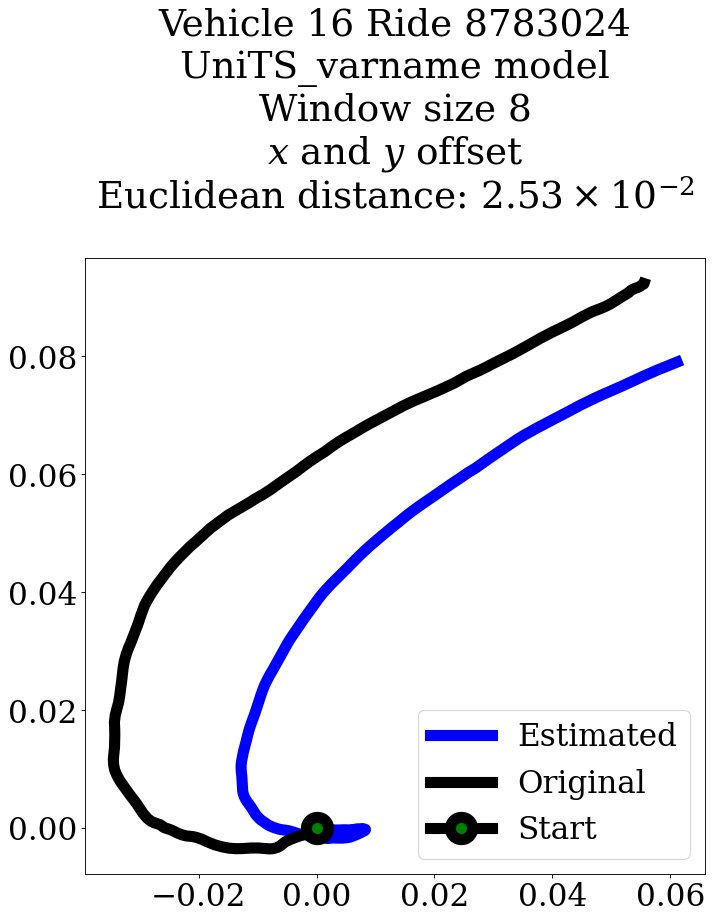 Vehicle 16 Ride 8783024
UniTS_varname model
Window size 8
x and y offset
Euclidean distance: 2.53 × 10⁻²
0.08
0.06
0.04
0.02
0.00
−0.02 0.00 0.02 0.04 0.06
Estimated
Original
Start